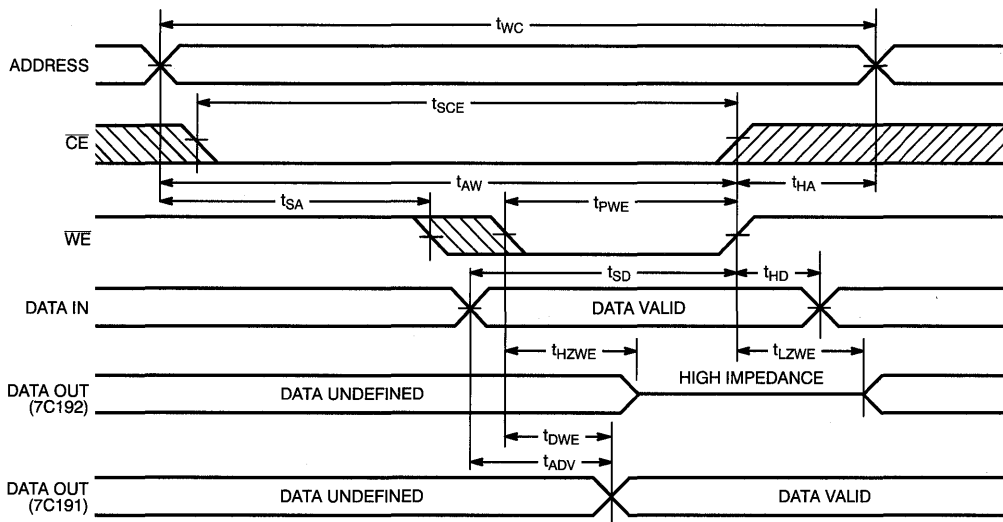 tWC
ADDRESS
tSCE
CE
tAW
tHA
tSA
tPWE
WE
tSD
tHD
DATA IN
DATA VALID
tHZWE
tLZWE
HIGH IMPEDANCE
DATA OUT
(7C192)
DATA UNDEFINED
tDWE
tADV
DATA OUT
(7C191)
DATA UNDEFINED
DATA VALID